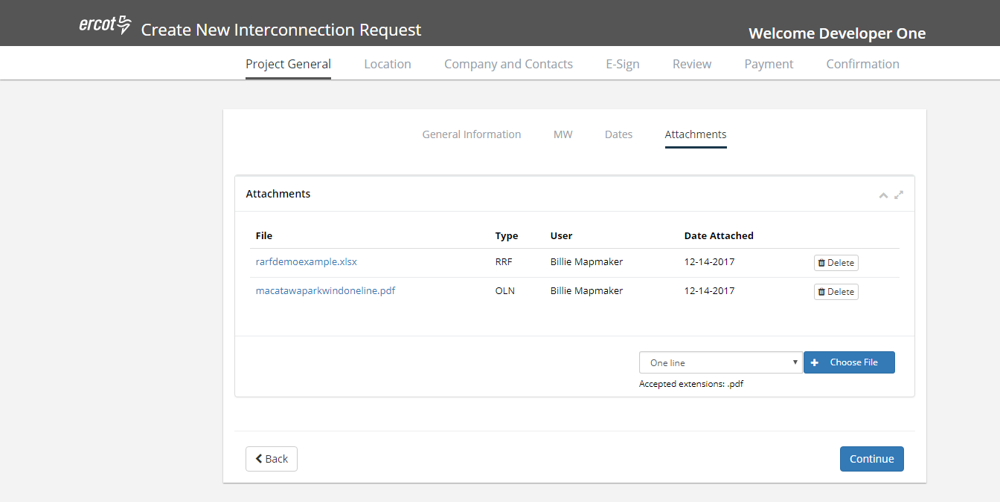 ercot Create New Interconnection Request
Welcome Developer One
Project General Location Company and Contacts E-Sign Review Payment Confirmation
General Information MW Dates Attachments
Attachments
File Type User Date Attached
rarfdemoexample.xlsx RRF Billie Mapmaker 12-14-2017 Delete
macatawaparkwindoneline.pdf OLN Billie Mapmaker 12-14-2017 Delete
One line Choose File
Accepted extensions: .pdf
Back Continue